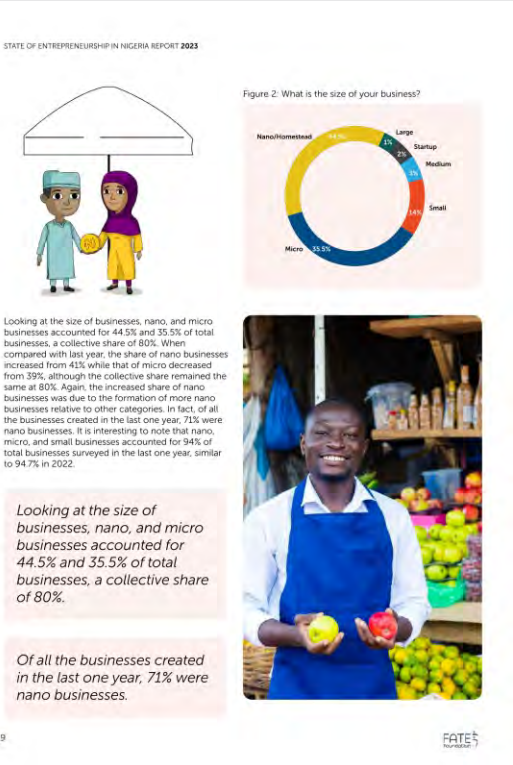 STATE OF ENTREPRENEURSHIP IN NIGERIA REPORT 2023
Figure 2: What is the size of your business?
Nano/Homestead
Large
1%
Startup
2%
Medium
3%
Small
14%
Micro
35.5%
Looking at the size of businesses, nano, and micro
businesses accounted for 44.5% and 35.5% of total
businesses, a collective share of 80%. When
compared with last year, the share of nano businesses
increased from 41% while that of micro decreased
from 39%, although the collective share remained the
same at 80%. Again, the increased share of nano
businesses was due to the formation of more nano
businesses relative to other categories. In fact, of all
the businesses created in the last one year, 71% were
nano businesses. It is interesting to note that nano,
micro, and small businesses accounted for 94% of
total businesses surveyed in the last one year, similar
to 94.7% in 2022.
Looking at the size of
businesses, nano, and micro
businesses accounted for
44.5% and 35.5% of total
businesses, a collective share
of 80%.
Of all the businesses created
in the last one year, 71% were
nano businesses.
9
FATE
foundation